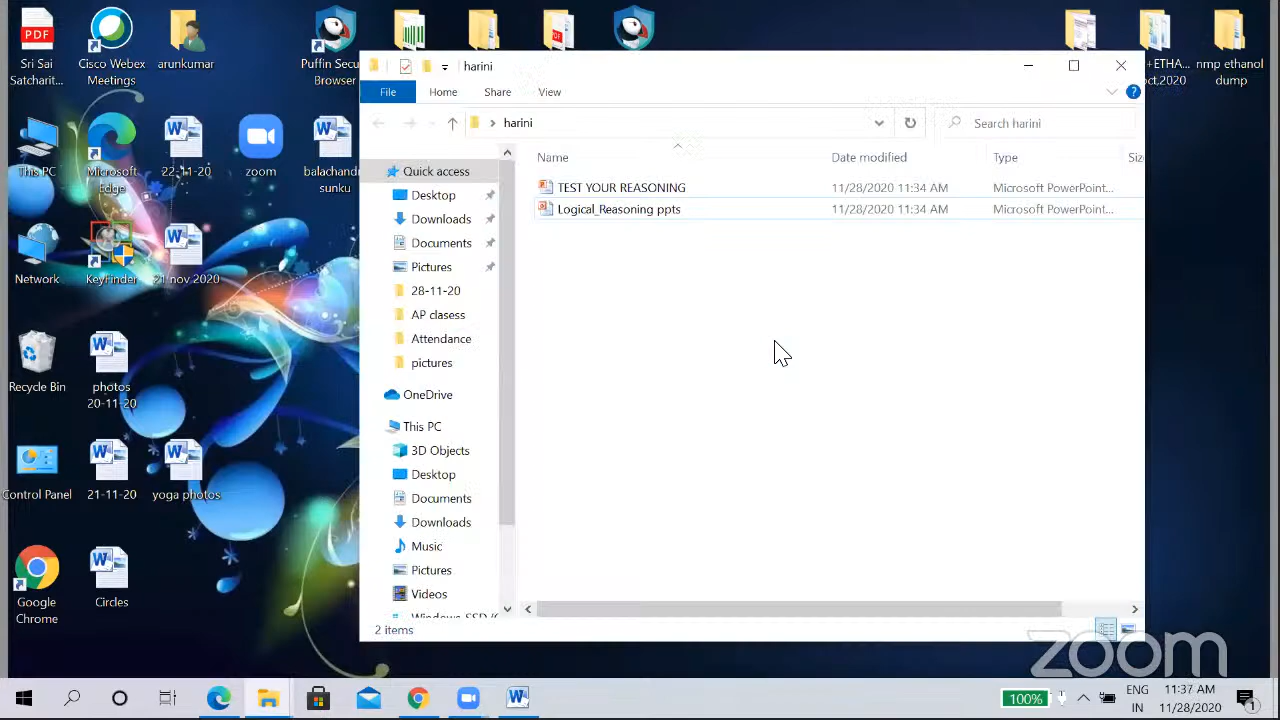 Sri Sai
Satcharit...
Cisco Webex
Meetings
arunkumar
Puffin Secu
Browser
+ETHA...
oct,2020
nmp ethanol
dump
harini
File
Home
Share
View
harini
Search harini
This PC
Microsoft
Edge
22-11-20
zoom
balachand
sunku
Name
Date modified
Type
Siz
Quick access
Desktop
Downloads
Documents
Pictures
28-11-20
AP clasess
Attendance
pictures
OneDrive
This PC
3D Objects
Desktop
Documents
Downloads
Music
Pictures
Videos
Windows-SSD (C
TEST YOUR REASONING
11/28/2020 11:34 AM
Microsoft PowerPoint...
Logical_Reasoning ppts
11/28/2020 11:34 AM
Microsoft PowerPoint...
Network
KeyFinder
21 nov 2020
Recycle Bin
photos
20-11-20
Control Panel
21-11-20
yoga photos
Google
Chrome
Circles
2 items
zoom
100%
ENG
IN
11:37 AM
11/28/2020
1